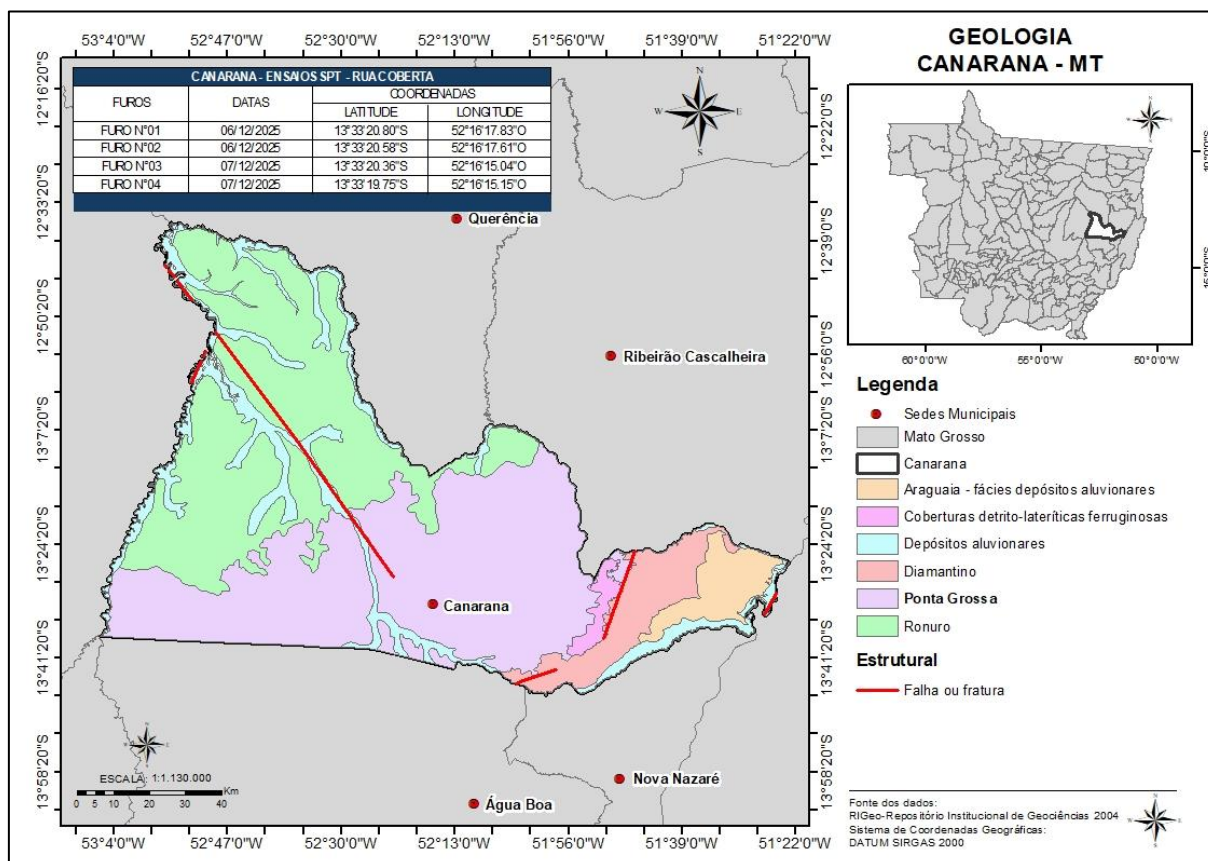 53°4'0"W 52°47'0"W 52°30'0"W 52°13'0"W 51°56'0"W 51°39'0"W 51°22'0"W
GEOLOGIA
CANARANA - MT
CANARANA - ENSAIOS SPT - RUA COBERTA
FUROS DATAS COORDENADAS
LATITUDE LONGITUDE
FURO N°01 06/12/2025 13°33'20.80"S 52°16'17.83"O
FURO N°02 06/12/2025 13°33'20.58"S 52°16'17.61"O
FURO N°03 07/12/2025 13°33'20.36"S 52°16'15.04"O
FURO N°04 07/12/2025 13°33'19.75"S 52°16'15.15"O
N
W E
S
12°16'20"S
12°33'20"S
12°50'20"S
13°7'20"S
13°24'20"S
13°41'20"S
13°58'20"S
12°22'0"S
12°39'0"S
12°56'0"S
13°7'20"S
13°24'20"S
13°41'20"S
13°58'20"S
Querência
Ribeirão Cascalheira
Canarana
Nova Nazaré
Água Boa
ESCALA: 1:1.130.000
Km
0 5 10 20 30 40
53°4'0"W 52°47'0"W 52°30'0"W 52°13'0"W 51°56'0"W 51°39'0"W 51°22'0"W
10°0'0"S
15°0'0"S
60°0'0"W 55°0'0"W 50°0'0"W
Legenda
Sedes Municipais
Mato Grosso
Canarana
Araguaia - fácies depósitos aluvionares
Coberturas detrito-lateríticas ferruginosas
Depósitos aluvionares
Diamantino
Ponta Grossa
Ronuro
Estrutural
Falha ou fratura
Fonte dos dados:
RIGeo-Repositório Institucional de Geociências 2004
Sistema de Coordenadas Geográficas:
DATUM SIRGAS 2000